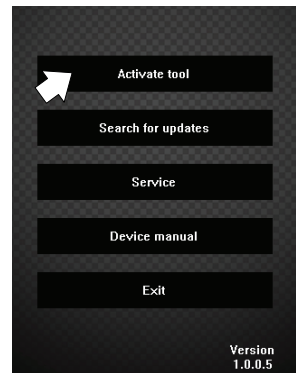 Activate tool
Search for updates
Service
Device manual
Exit
Version
1.0.0.5